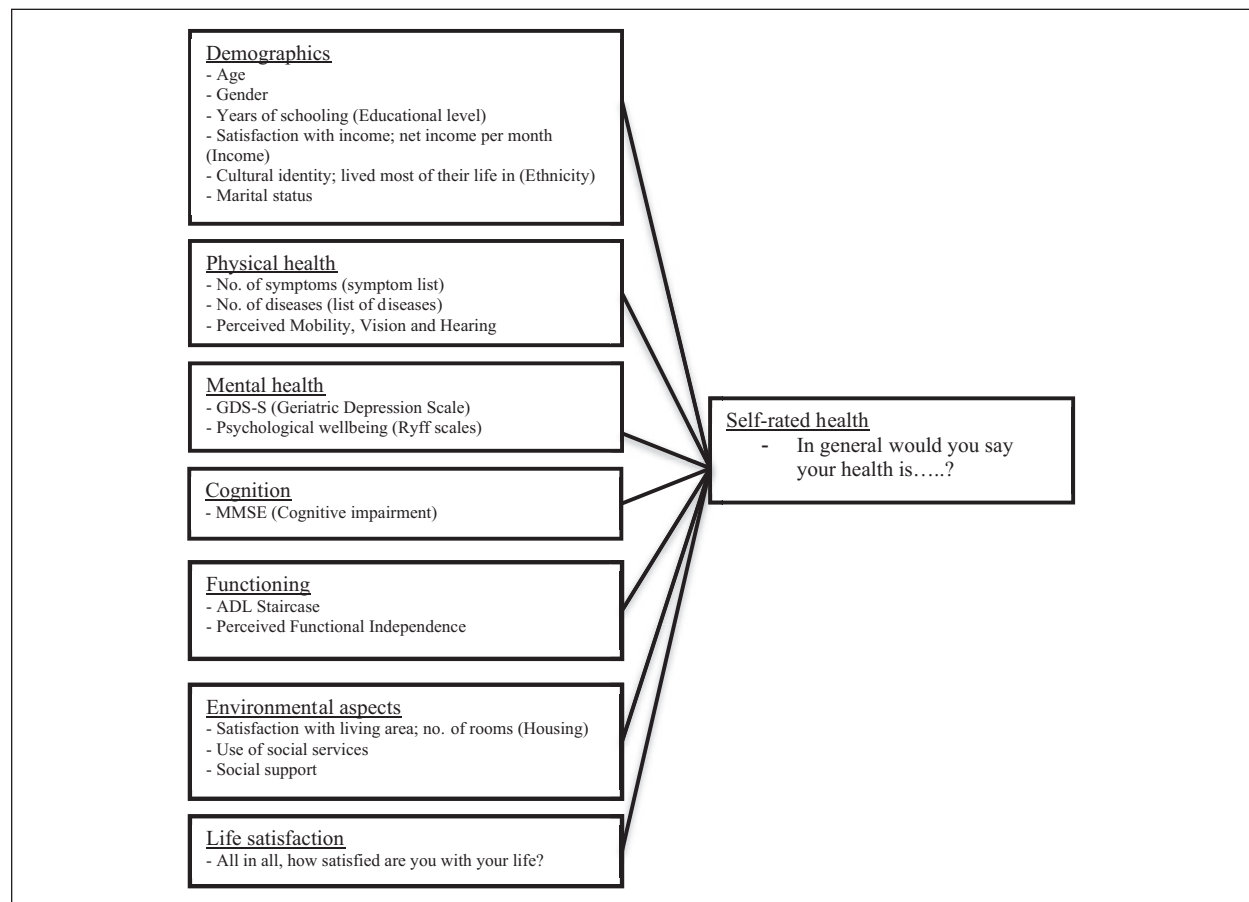 Demographics
- Age
- Gender
- Years of schooling (Educational level)
- Satisfaction with income; net income per month
(Income)
- Cultural identity; lived most of their life in (Ethnicity)
- Marital status
Physical health
- No. of symptoms (symptom list)
- No. of diseases (list of diseases)
- Perceived Mobility, Vision and Hearing
Mental health
- GDS-S (Geriatric Depression Scale)
- Psychological wellbeing (Ryff scales)
Cognition
- MMSE (Cognitive impairment)
Functioning
- ADL Staircase
- Perceived Functional Independence
Environmental aspects
- Satisfaction with living area; no. of rooms (Housing)
- Use of social services
- Social support
Life satisfaction
- All in all, how satisfied are you with your life?
Self-rated health
- In general would you say
your health is…..?